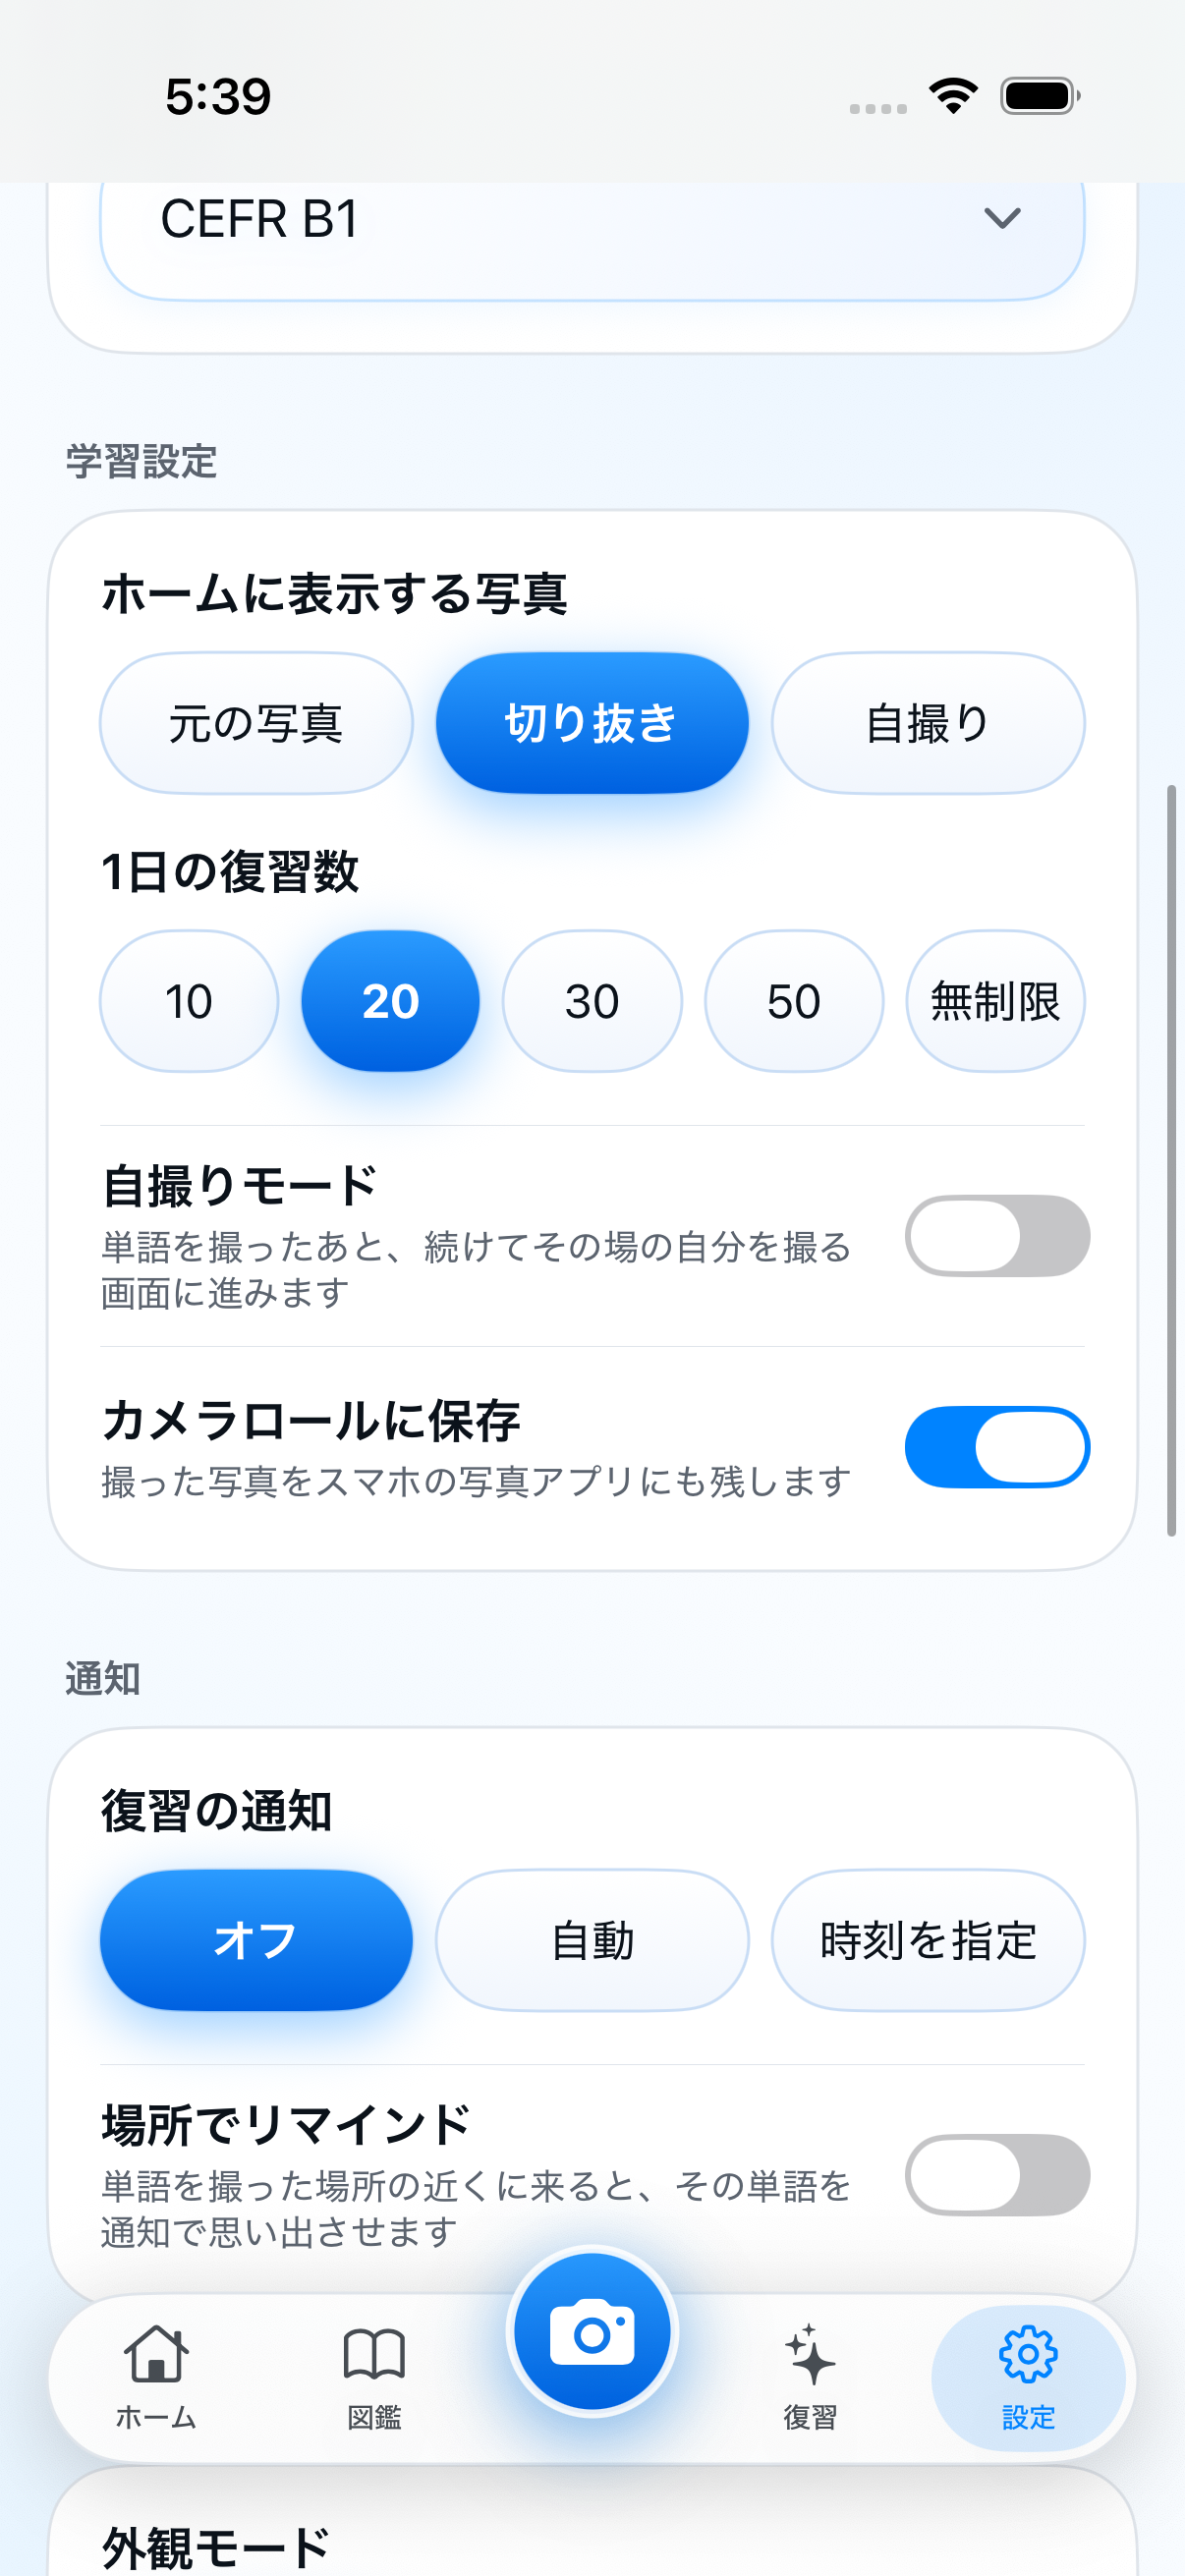 5:39
CEFR B1
学習設定
ホームに表示する写真
元の写真
切り抜き
自撮り
1日の復習数
10
20
30
50
無制限
自撮りモード
単語を撮ったあと、続けてその場の自分を撮る
画面に進みます
カメラロールに保存
撮った写真をスマホの写真アプリにも残します
通知
復習の通知
オフ
自動
時刻を指定
場所でリマインド
単語を撮った場所の近くに来ると、その単語を
通知で思い出させます
ホーム
図鑑
復習
設定
外観モード